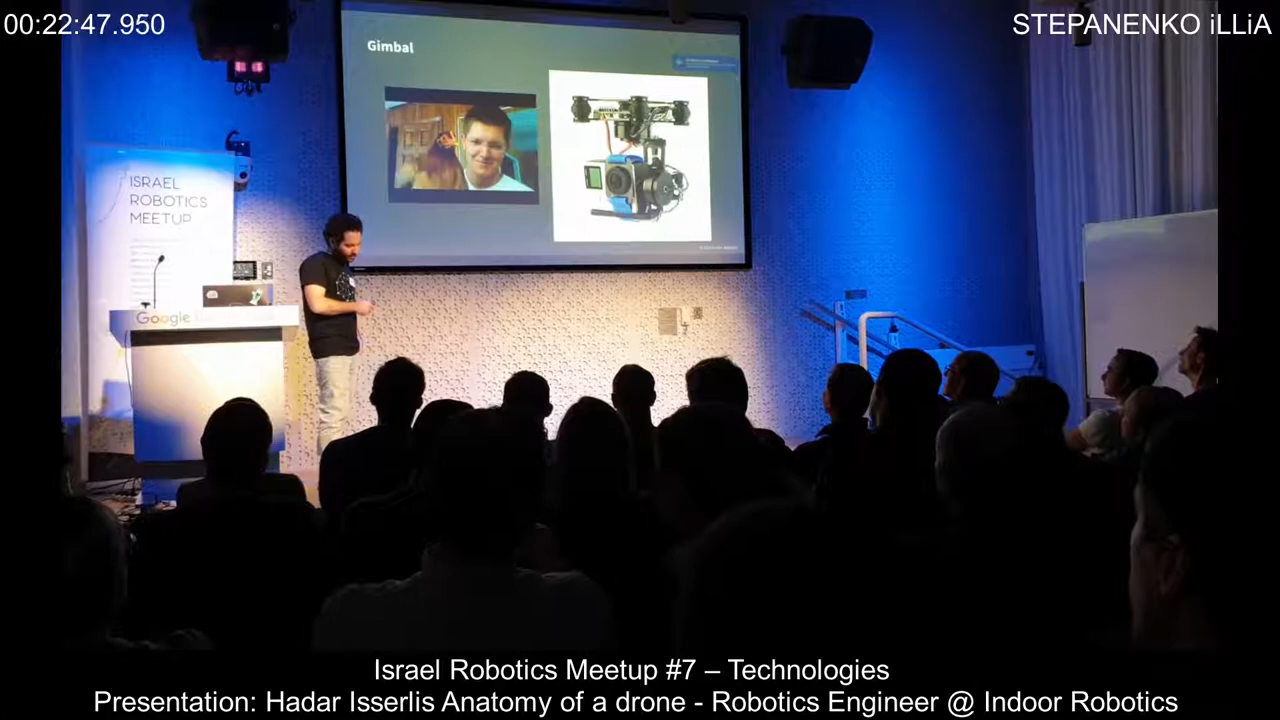 00:22:47.950
STEPANENKO iLLiA
Gimbal
ISRAEL
ROBOTICS
MEETUP
Google
Israel Robotics Meetup #7 – Technologies
Presentation: Hadar Isserlis Anatomy of a drone - Robotics Engineer @ Indoor Robotics